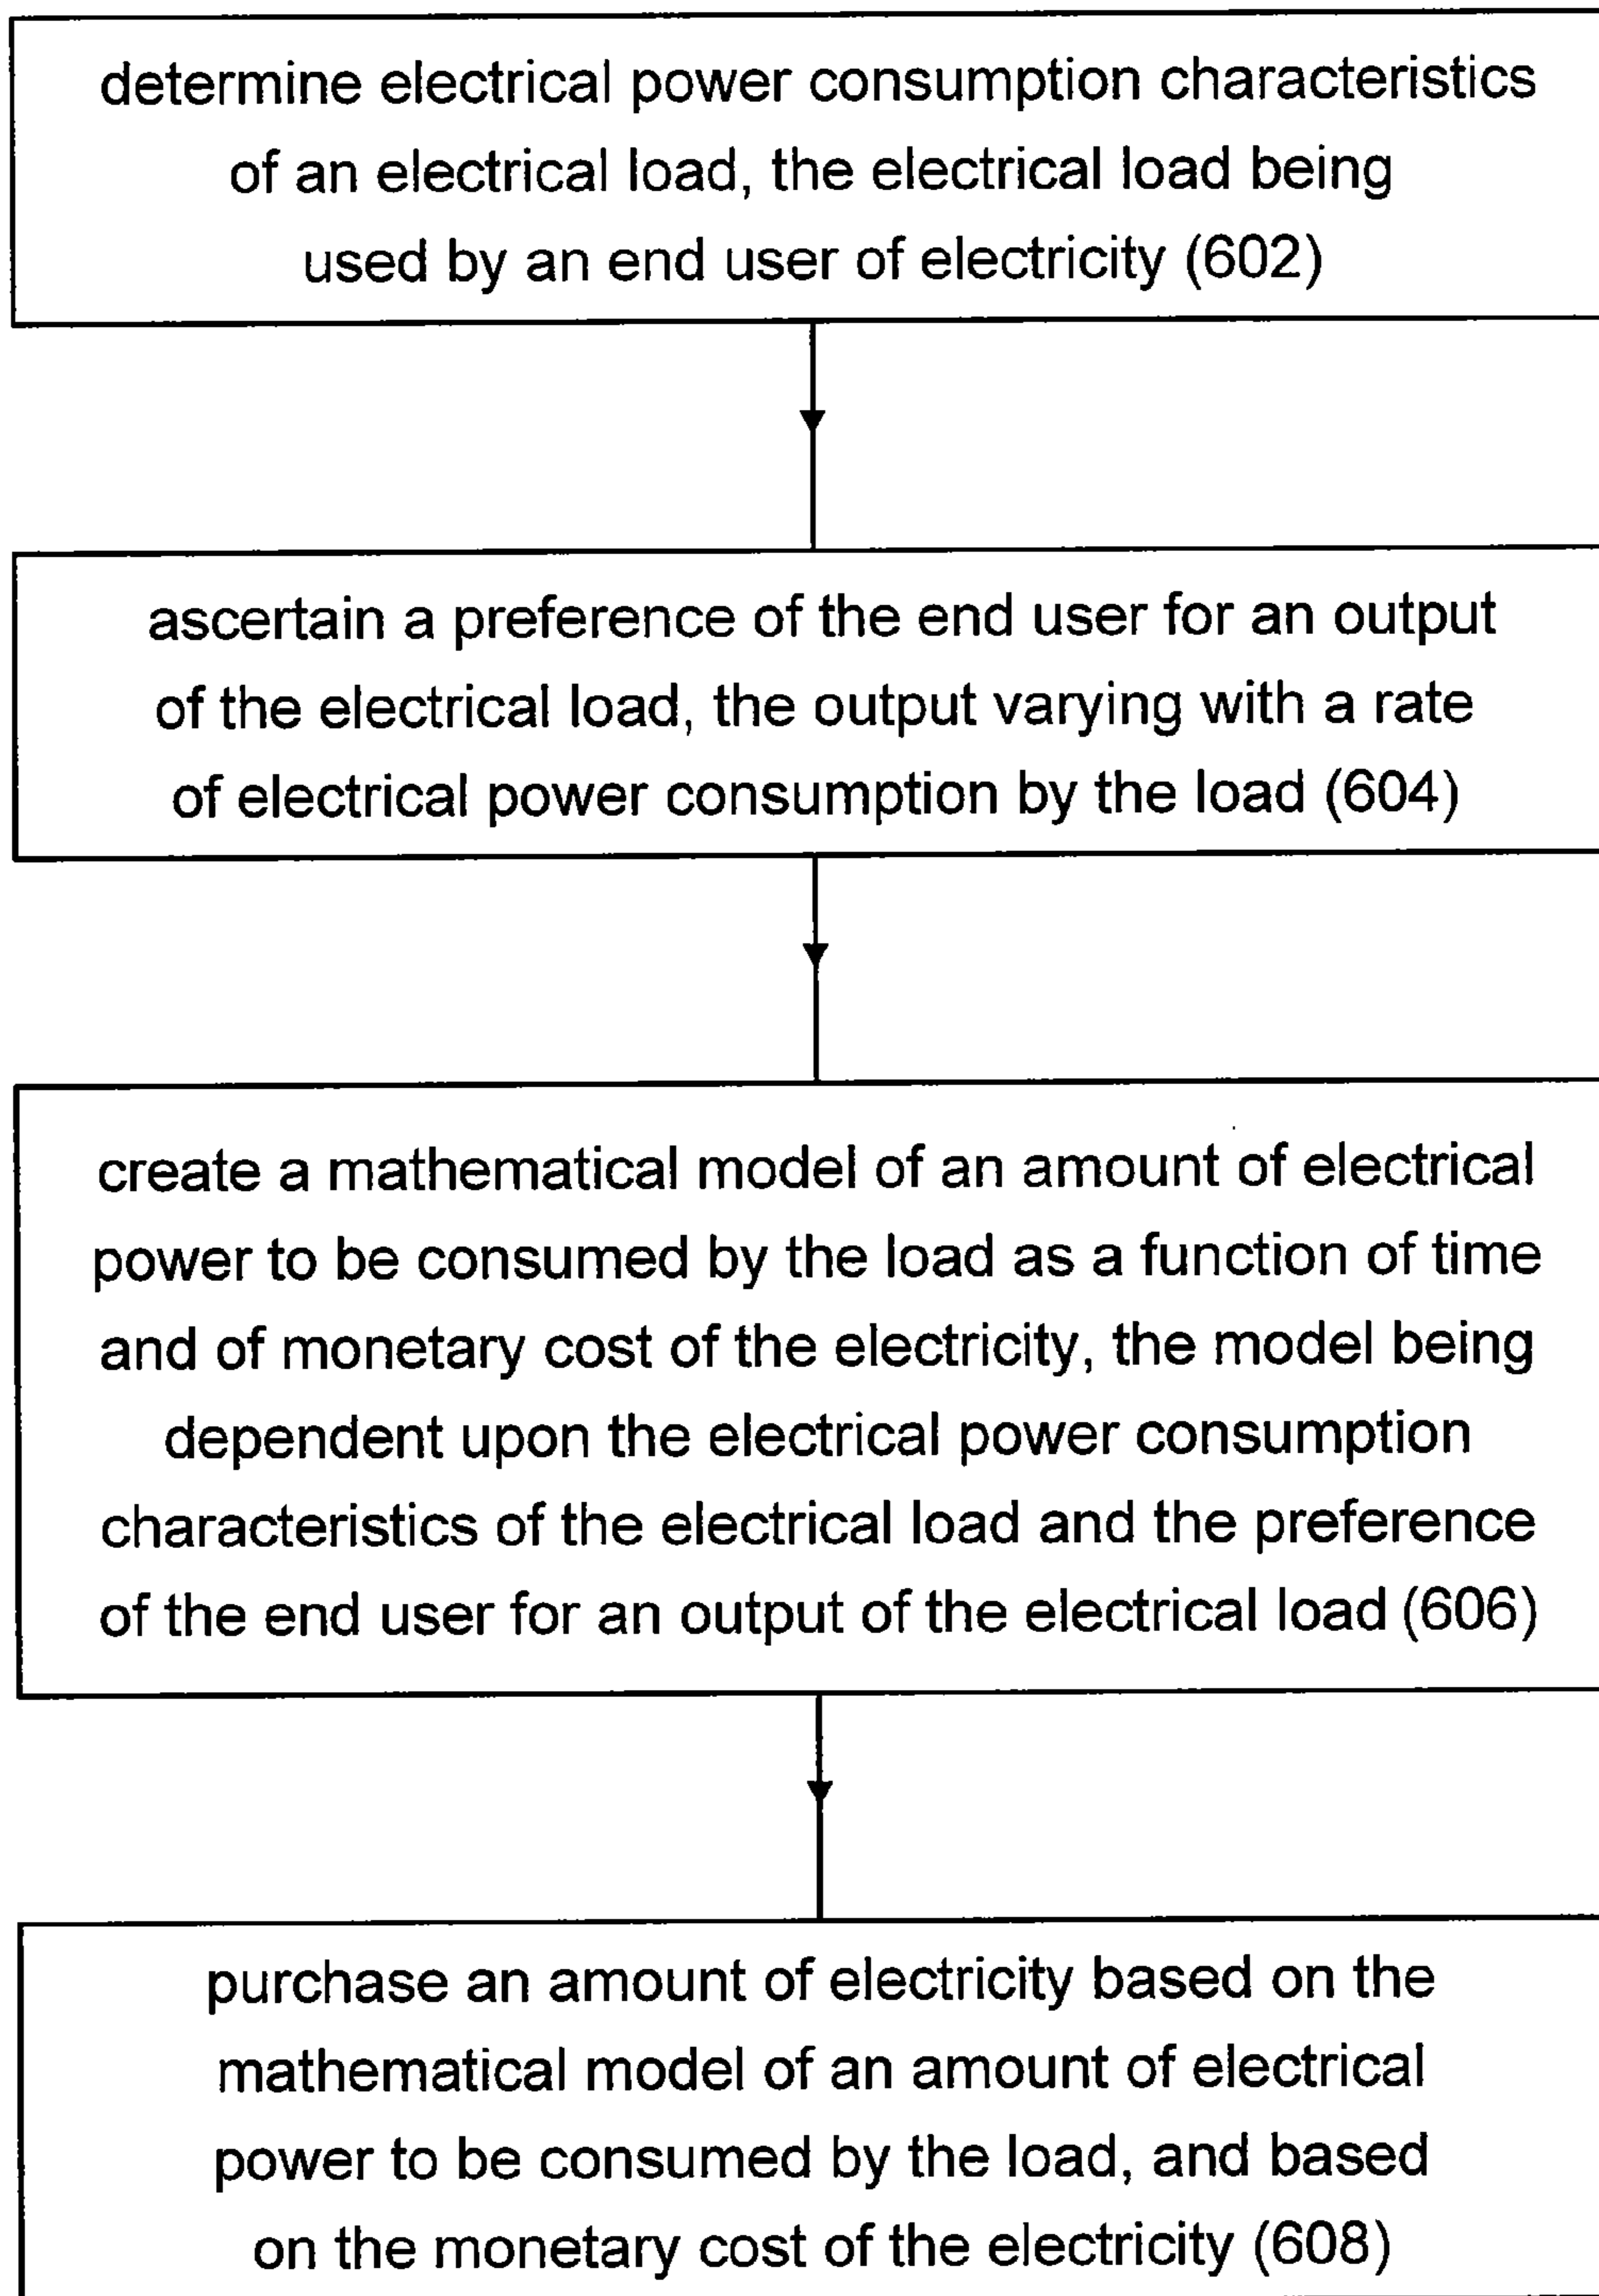 determine electrical power consumption characteristics
of an electrical load, the electrical load being
used by an end user of electricity (602)
ascertain a preference of the end user for an output
of the electrical load, the output varying with a rate
of electrical power consumption by the load (604)
create a mathematical model of an amount of electrical
power to be consumed by the load as a function of time
and of monetary cost of the electricity, the model being
dependent upon the electrical power consumption
characteristics of the electrical load and the preference
of the end user for an output of the electrical load (606)
purchase an amount of electricity based on the
mathematical model of an amount of electrical
power to be consumed by the load, and based
on the monetary cost of the electricity (608)